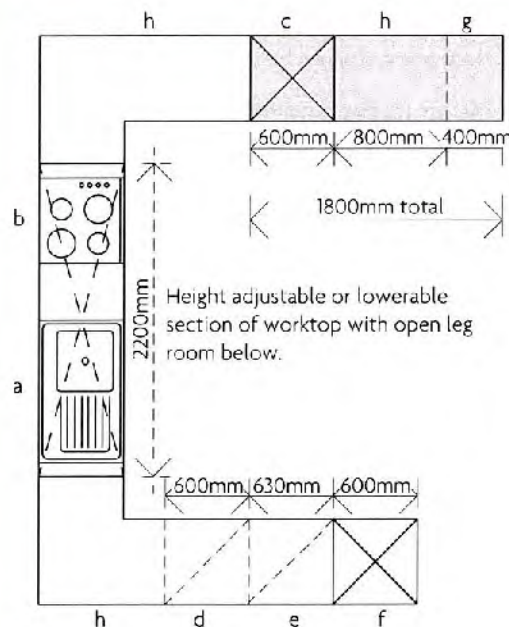 h c h g
600mm 800mm 400mm
1800mm total
b
2200mm
Height adjustable or lowerable
section of worktop with open leg
room below.
a
600mm 630mm 600mm
h d e f